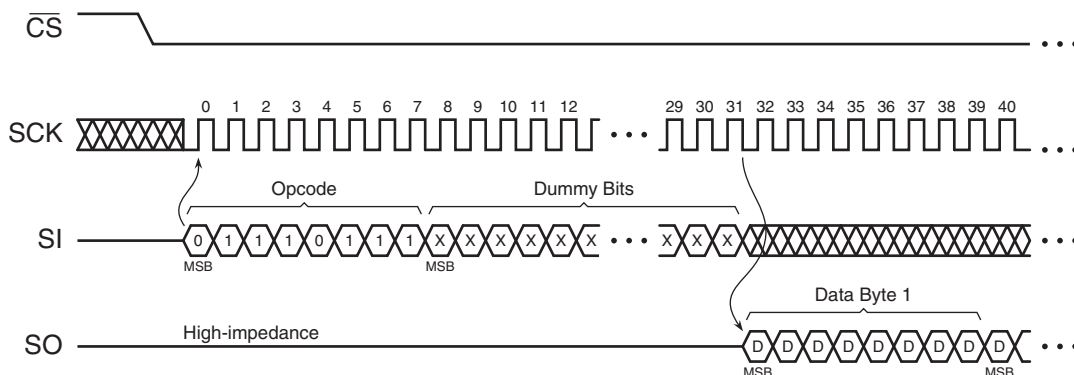 CS
0 1 2 3 4 5 6 7 8 9 10 11 12 29 30 31 32 33 34 35 36 37 38 39 40
SCK
Opcode Dummy Bits
SI 0 1 1 1 0 1 1 1 X X X X X X X X X
MSB MSB
Data Byte 1
High-impedance
SO D D D D D D D D D
MSB MSB